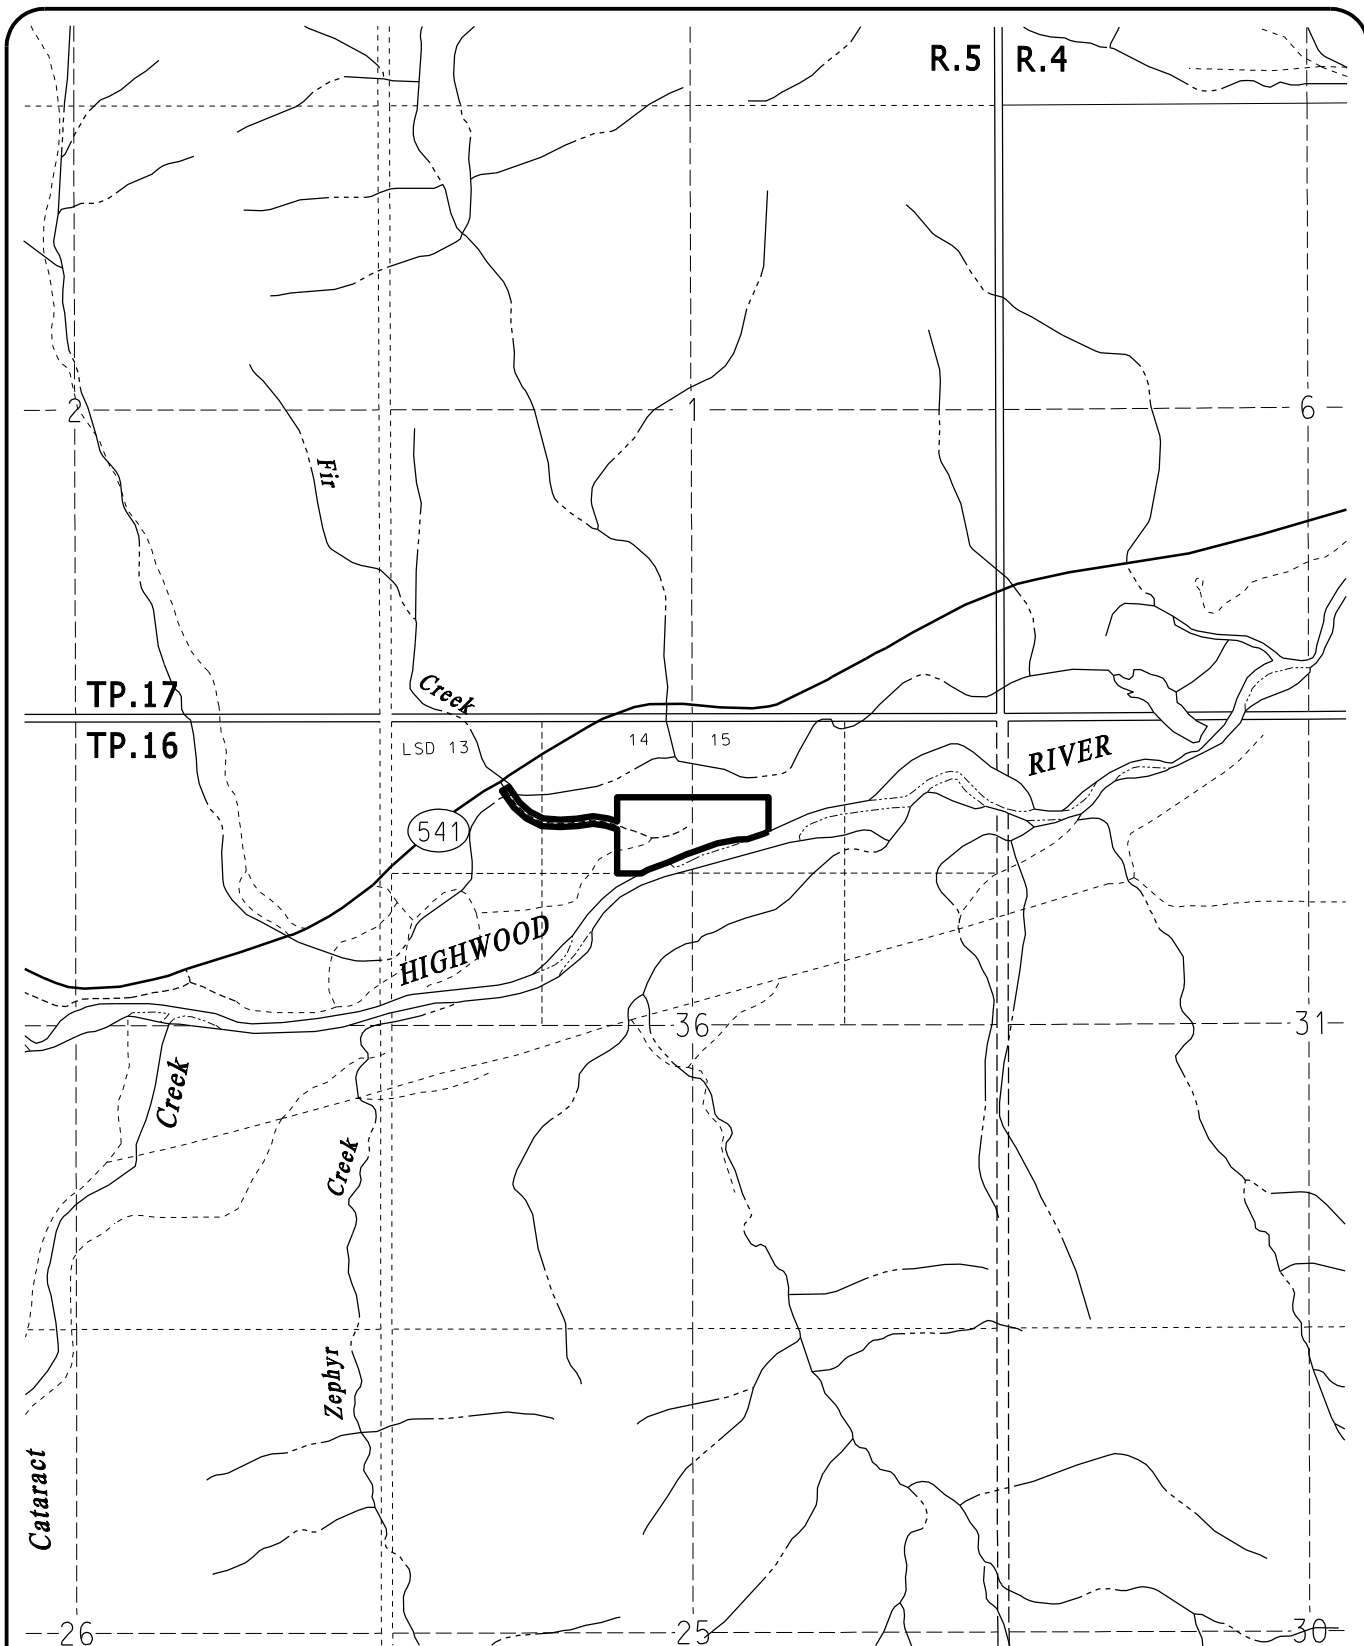 R.5 R.4
2 1 6
Fir
TP.17
Creek
TP.16
LSD 13 14 15
RIVER
541
HIGHWOOD
36 31
Creek
Creek
Zephyr
Cataract
26 25 30